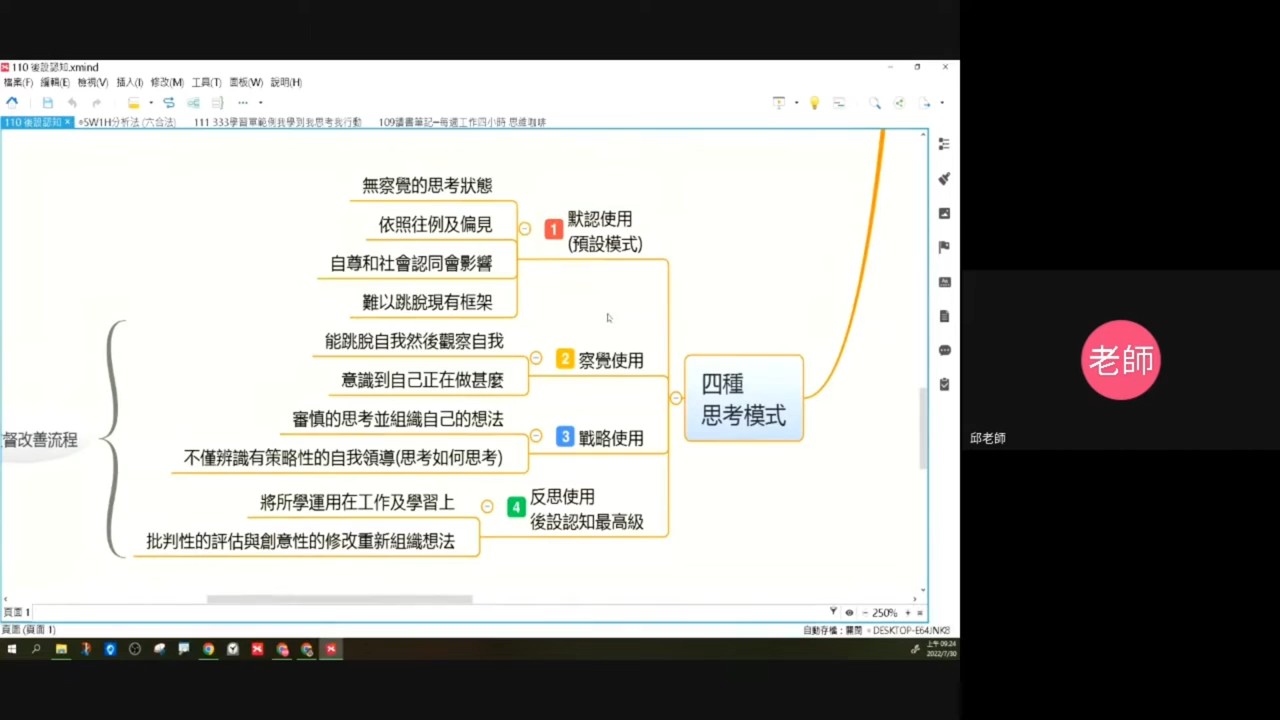 110 後設認知.xmind
檔案(F) 編輯(E) 檢視(V) 插入(I) 修改(M) 工具(T) 面板(W) 說明(H)
110 後設認知 × *5W1H分析法 (六合法) 111 333學習單範例我學到我思考我行動 109讀書筆記─每週工作四小時 思維咖啡
無察覺的思考狀態
依照往例及偏見
自尊和社會認同會影響
難以跳脫現有框架
1 默認使用
(預設模式)
能跳脫自我然後觀察自我
意識到自己正在做甚麼
2 察覺使用
審慎的思考並組織自己的想法
不僅辨識有策略性的自我領導(思考如何思考)
3 戰略使用
將所學運用在工作及學習上
批判性的評估與創意性的修改重新組織想法
4 反思使用
後設認知最高級
四種
思考模式
督改善流程
老師
邱老師
頁面 1
250%
頁面 (頁面 1)
自動存檔：關閉 DESKTOP-E64JNK8
上午 09:24
2022/7/30